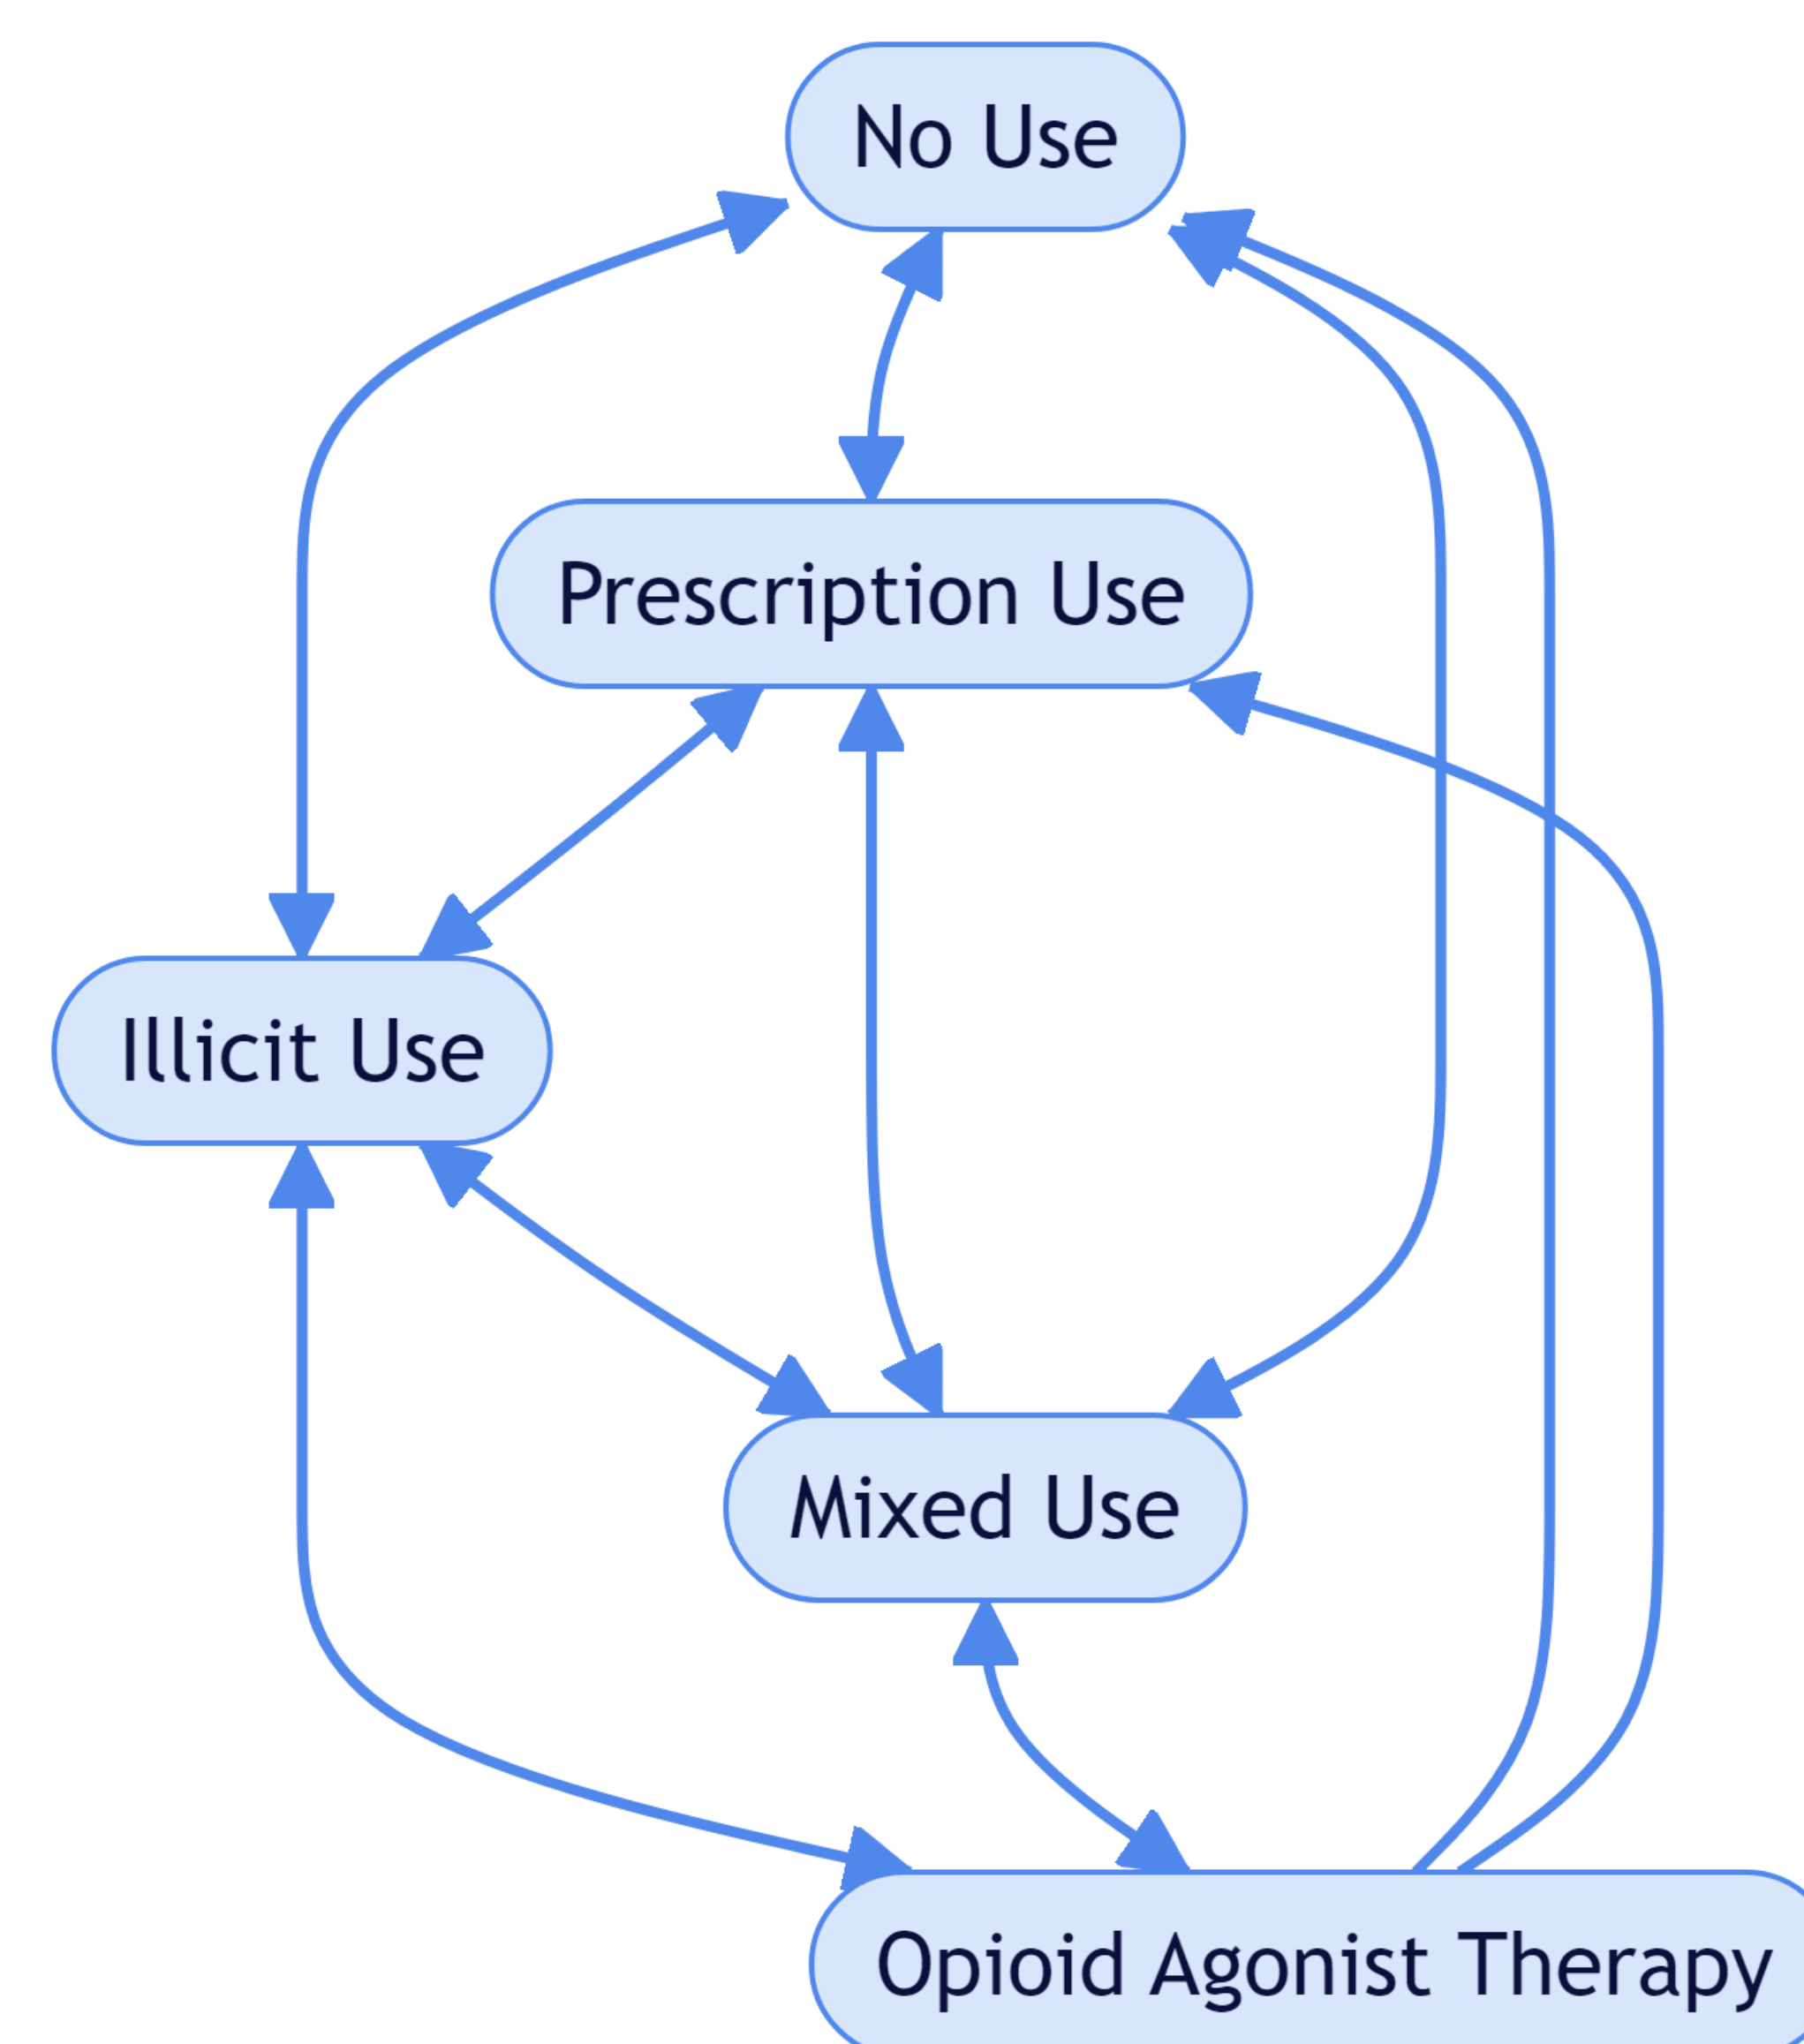 No Use
Prescription Use
Illicit Use
Mixed Use
Opioid Agonist Therapy